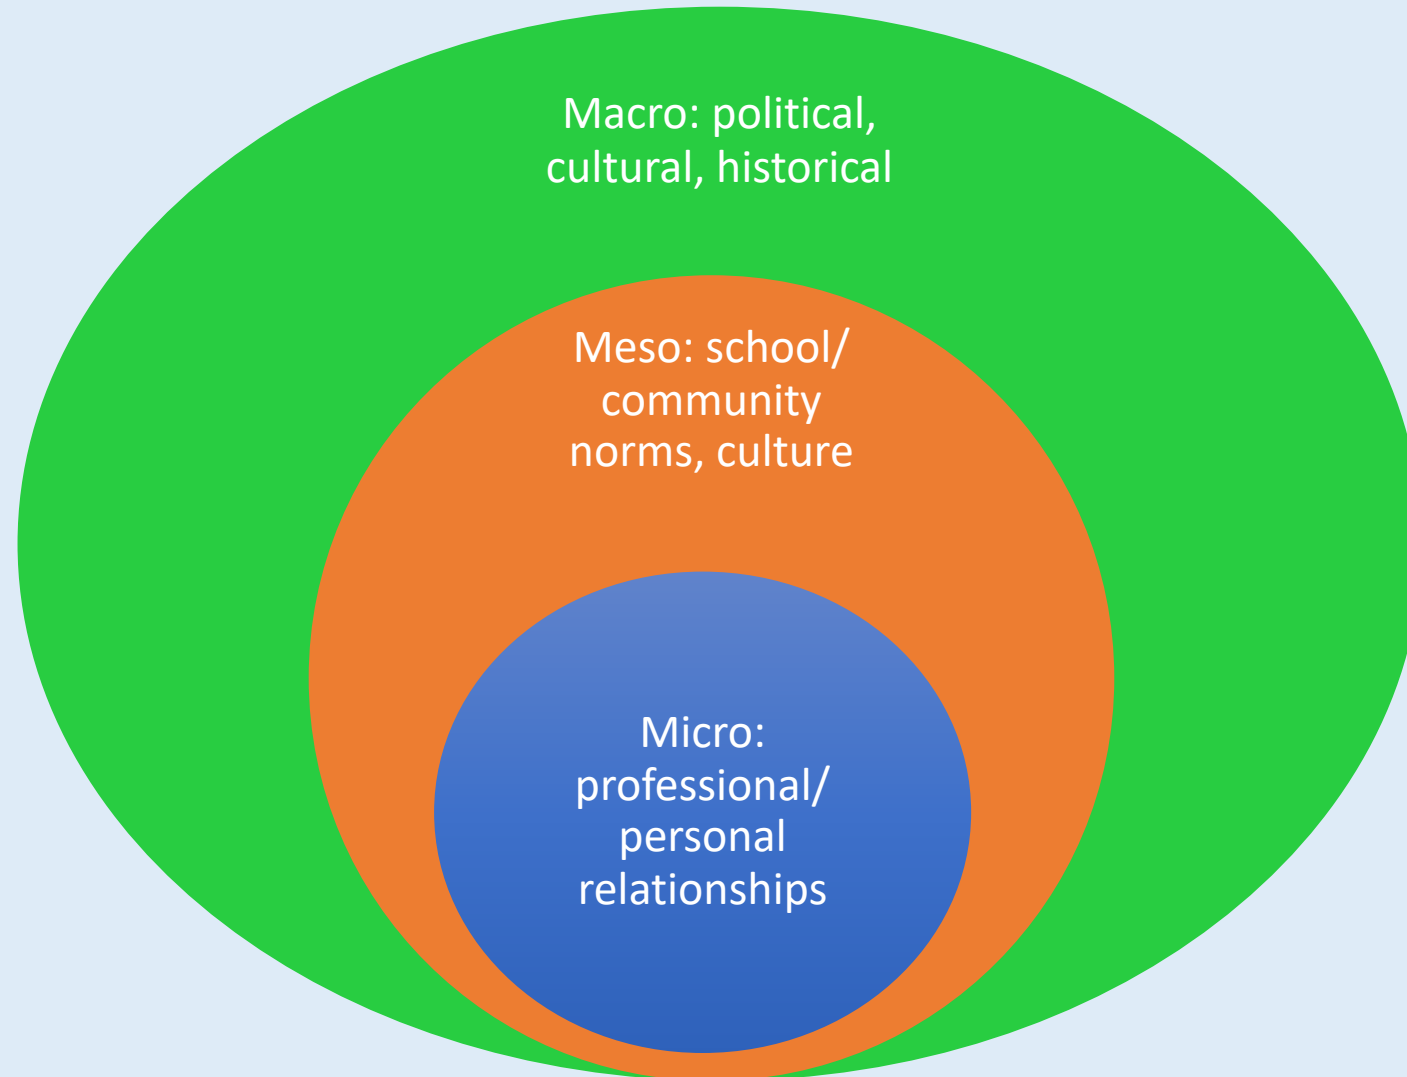 Macro: political,
cultural, historical
Meso: school/
community
norms, culture
Micro:
professional/
personal
relationships